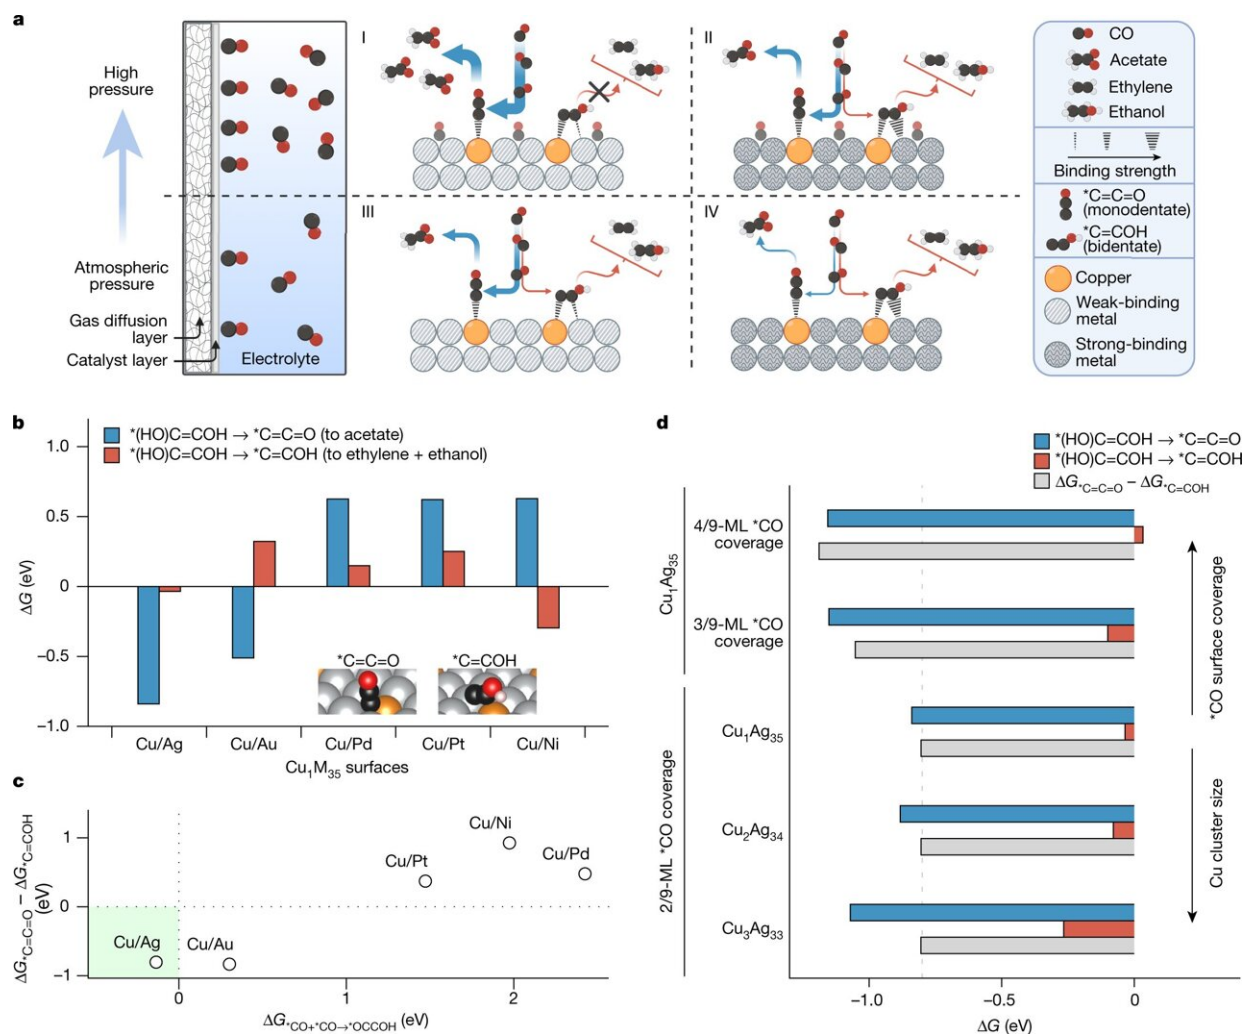 a
High
pressure
Atmospheric
pressure
Gas diffusion
layer
Catalyst layer
Electrolyte
I
II
III
IV
CO
Acetate
Ethylene
Ethanol
Binding strength
*C=C=O
(monodentate)
*C=COH
(bidentate)
Copper
Weak-binding
metal
Strong-binding
metal
b
*(HO)C=COH → *C=C=O (to acetate)
*(HO)C=COH → *C=COH (to ethylene + ethanol)
ΔG (eV)
1.0
0.5
0
−0.5
−1.0
*C=C=O
*C=COH
Cu/Ag
Cu/Au
Cu/Pd
Cu/Pt
Cu/Ni
Cu₁M₃₅ surfaces
c
ΔG*C=C=O − ΔG*C=COH
(eV)
1
0
−1
Cu/Ag
Cu/Au
Cu/Pt
Cu/Ni
Cu/Pd
0
1
2
ΔG*CO+*CO→*OCCOH (eV)
d
*(HO)C=COH → *C=C=O
*(HO)C=COH → *C=COH
ΔG*C=C=O − ΔG*C=COH
Cu₁Ag₃₅
4/9-ML *CO
coverage
3/9-ML *CO
coverage
2/9-ML *CO coverage
Cu₁Ag₃₅
Cu₂Ag₃₄
Cu₃Ag₃₃
*CO surface coverage
Cu cluster size
−1.0
−0.5
0
ΔG (eV)